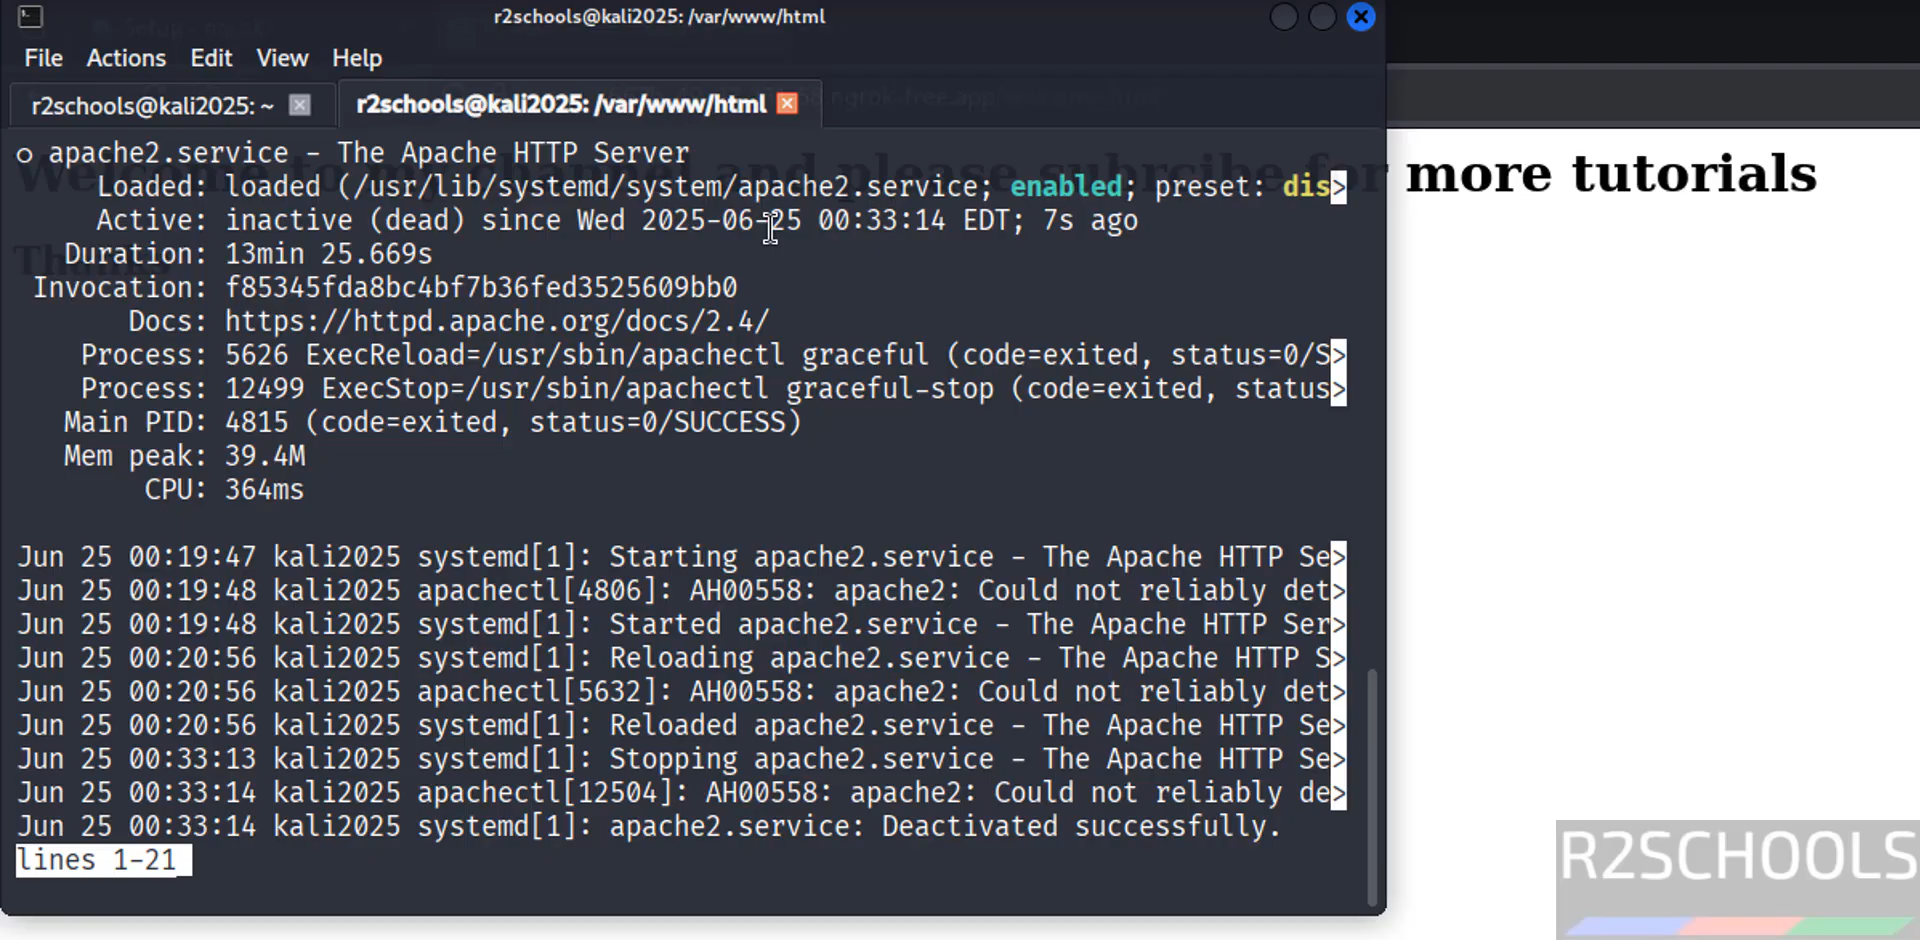 r2schools@kali2025: /var/www/html
File Actions Edit View Help
r2schools@kali2025: ~
r2schools@kali2025: /var/www/html
ngrok-free.app
Welcome to my channel and please subrcibe for more tutorials
Thanks
○ apache2.service - The Apache HTTP Server
Loaded: loaded (/usr/lib/systemd/system/apache2.service; enabled; preset: dis>
Active: inactive (dead) since Wed 2025-06-25 00:33:14 EDT; 7s ago
Duration: 13min 25.669s
Invocation: f85345fda8bc4bf7b36fed3525609bb0
Docs: https://httpd.apache.org/docs/2.4/
Process: 5626 ExecReload=/usr/sbin/apachectl graceful (code=exited, status=0/S>
Process: 12499 ExecStop=/usr/sbin/apachectl graceful-stop (code=exited, status>
Main PID: 4815 (code=exited, status=0/SUCCESS)
Mem peak: 39.4M
CPU: 364ms
Jun 25 00:19:47 kali2025 systemd[1]: Starting apache2.service - The Apache HTTP Se>
Jun 25 00:19:48 kali2025 apachectl[4806]: AH00558: apache2: Could not reliably det>
Jun 25 00:19:48 kali2025 systemd[1]: Started apache2.service - The Apache HTTP Ser>
Jun 25 00:20:56 kali2025 systemd[1]: Reloading apache2.service - The Apache HTTP S>
Jun 25 00:20:56 kali2025 apachectl[5632]: AH00558: apache2: Could not reliably det>
Jun 25 00:20:56 kali2025 systemd[1]: Reloaded apache2.service - The Apache HTTP Se>
Jun 25 00:33:13 kali2025 systemd[1]: Stopping apache2.service - The Apache HTTP Se>
Jun 25 00:33:14 kali2025 apachectl[12504]: AH00558: apache2: Could not reliably de>
Jun 25 00:33:14 kali2025 systemd[1]: apache2.service: Deactivated successfully.
lines 1-21
R2SCHOOLS